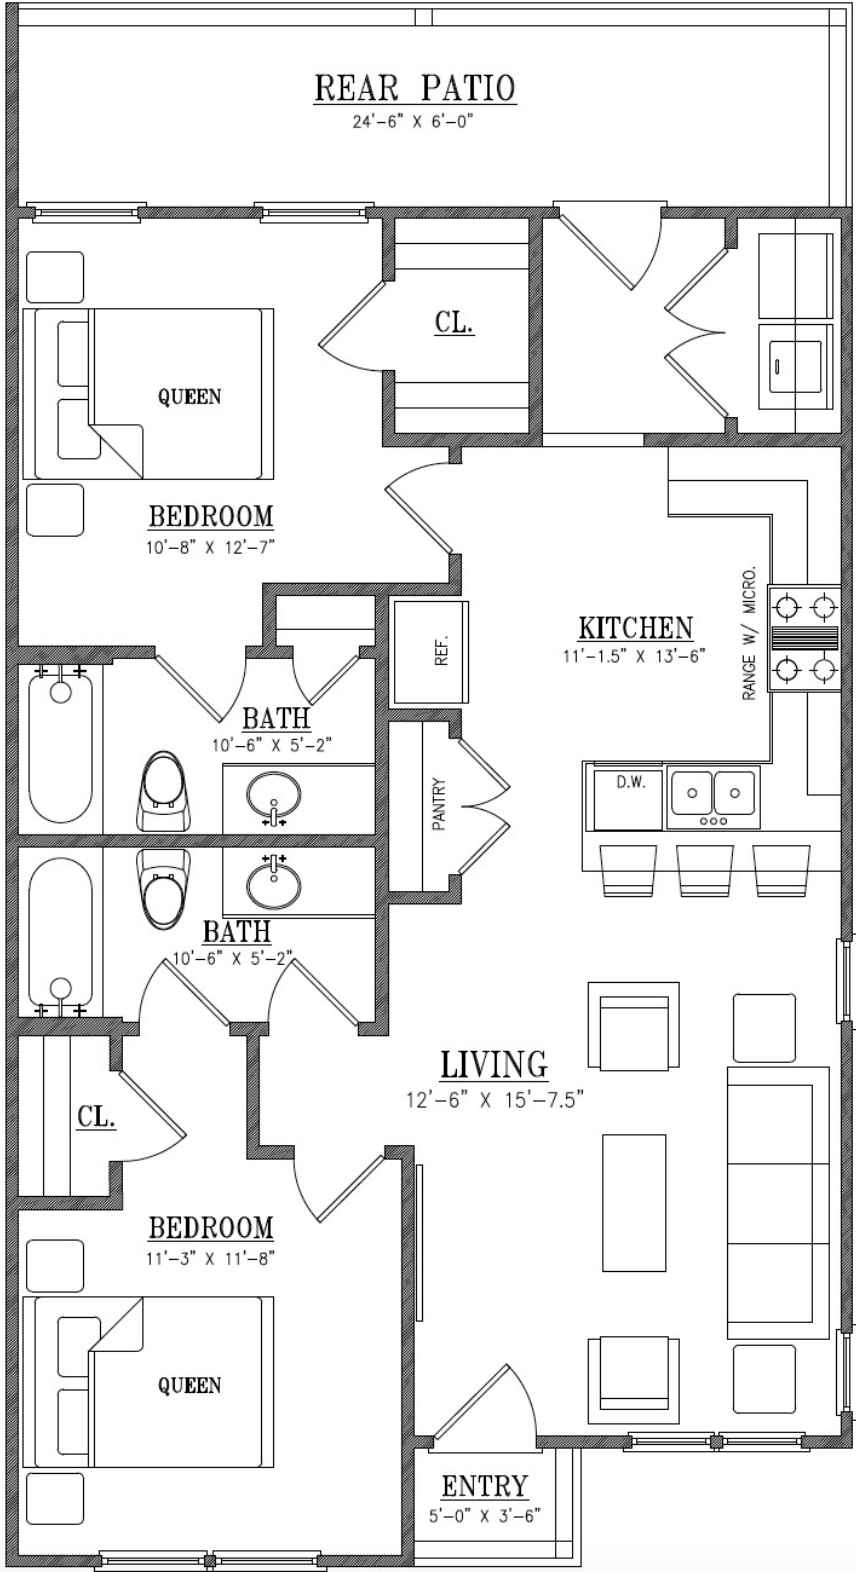 REAR PATIO
24'-6" X 6'-0"
CL.
QUEEN
BEDROOM
10'-8" X 12'-7"
KITCHEN
11'-1.5" X 13'-6"
RANGE W/ MICRO.
REF.
BATH
10'-6" X 5'-2"
D.W.
PANTRY
BATH
10'-6" X 5'-2"
LIVING
12'-6" X 15'-7.5"
CL.
BEDROOM
11'-3" X 11'-8"
QUEEN
ENTRY
5'-0" X 3'-6"